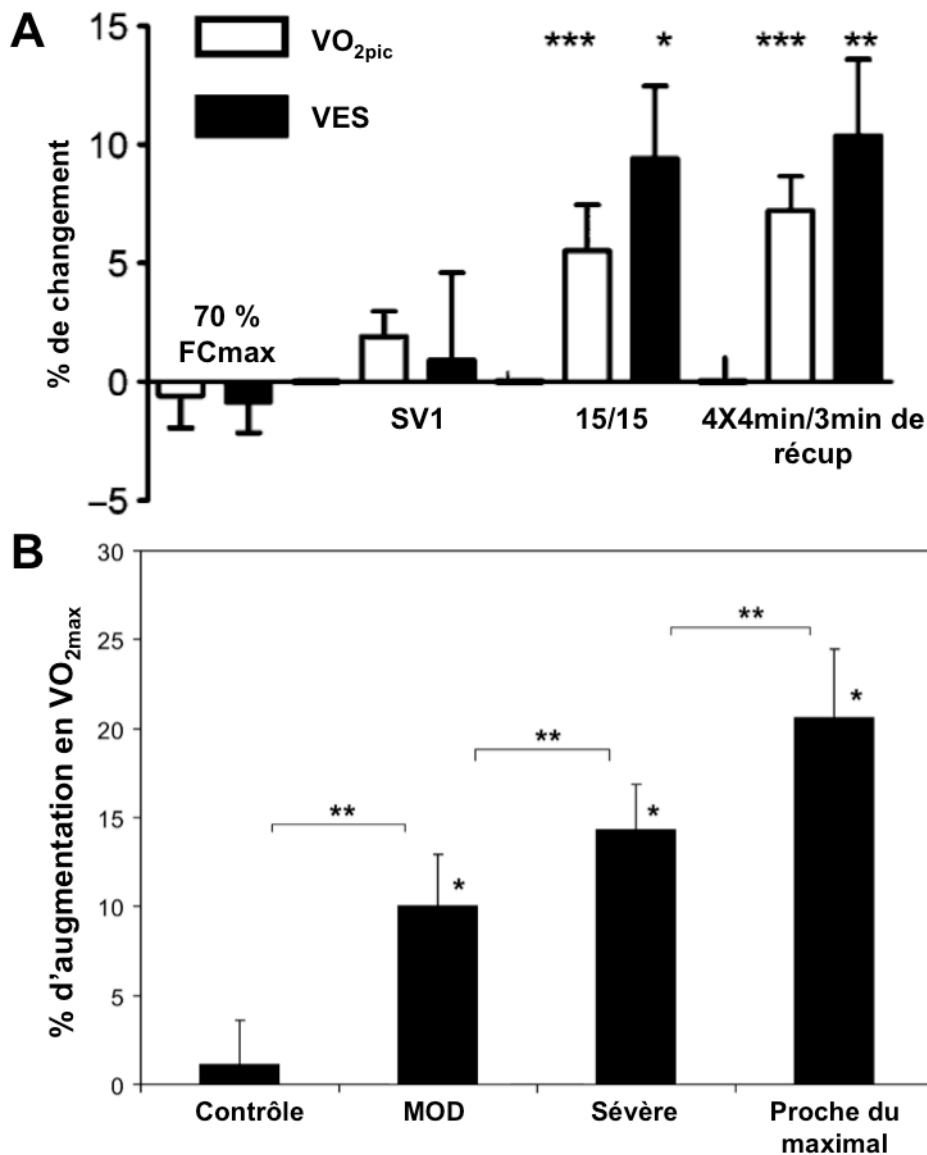 A
15
10
5
0
–5
% de changement
VO2pic
VES
***
*
***
**
70 %
FCmax
SV1
15/15
4X4min/3min de
récup
B
30
25
20
15
10
5
0
% d'augmentation en VO2max
**
**
**
*
*
*
Contrôle
MOD
Sévère
Proche du
maximal